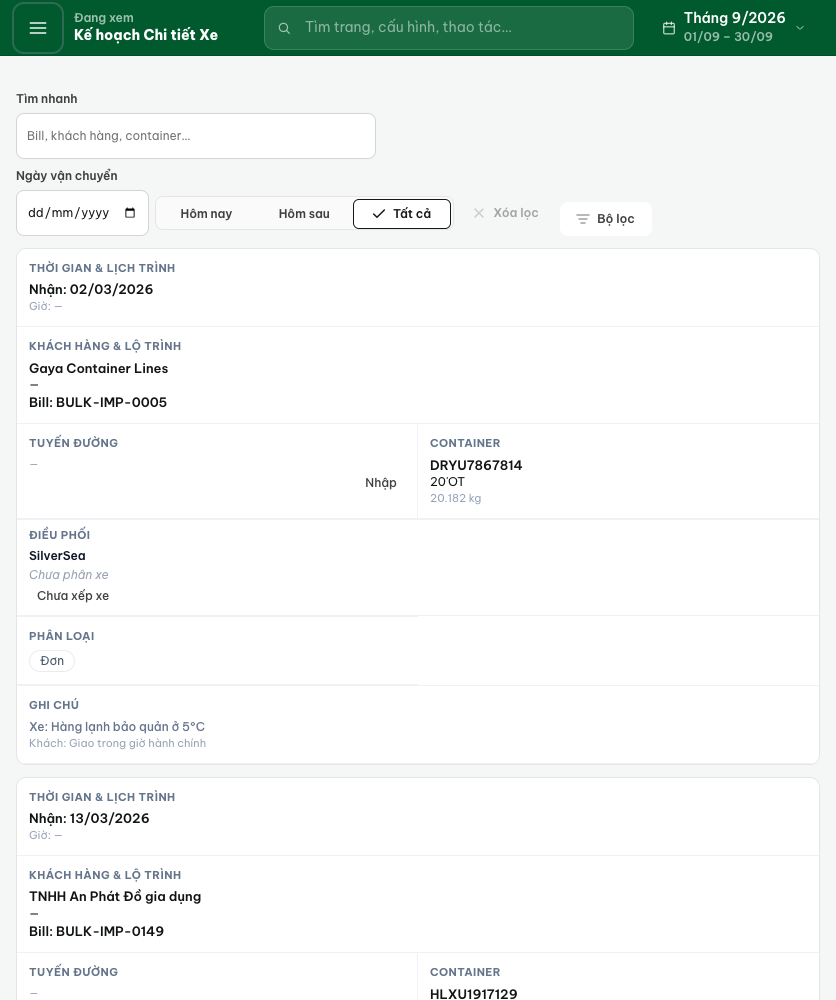 Đang xem
Kế hoạch Chi tiết Xe
Tìm trang, cấu hình, thao tác...
Tháng 9/2026
01/09 – 30/09
Tìm nhanh
Bill, khách hàng, container...
Ngày vận chuyển
dd/mm/yyyy
Hôm nay
Hôm sau
Tất cả
Xóa lọc
Bộ lọc
THỜI GIAN & LỊCH TRÌNH
Nhận: 02/03/2026
Giờ: —
KHÁCH HÀNG & LỘ TRÌNH
Gaya Container Lines
—
Bill: BULK-IMP-0005
TUYẾN ĐƯỜNG
—
Nhập
CONTAINER
DRYU7867814
20'OT
20.182 kg
ĐIỀU PHỐI
SilverSea
Chưa phân xe
Chưa xếp xe
PHÂN LOẠI
Đơn
GHI CHÚ
Xe: Hàng lạnh bảo quản ở 5°C
Khách: Giao trong giờ hành chính
THỜI GIAN & LỊCH TRÌNH
Nhận: 13/03/2026
Giờ: —
KHÁCH HÀNG & LỘ TRÌNH
TNHH An Phát Đồ gia dụng
—
Bill: BULK-IMP-0149
TUYẾN ĐƯỜNG
—
CONTAINER
HLXU1917129